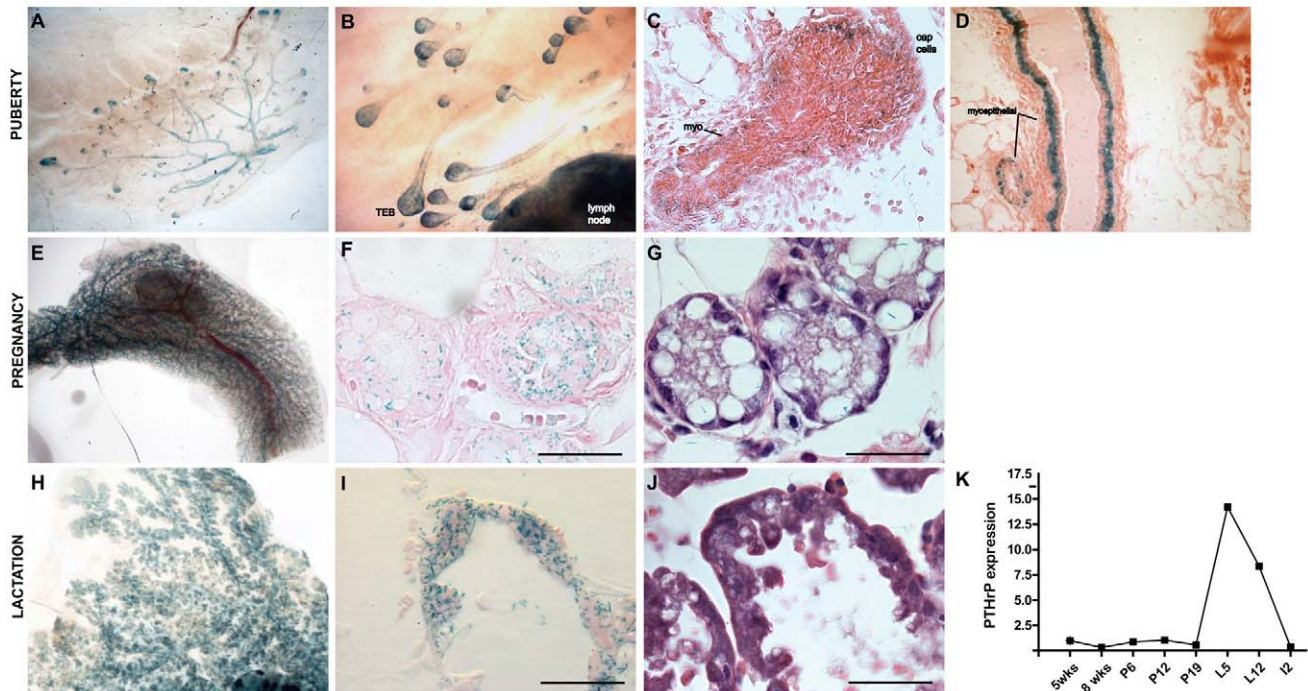 PUBERTY
A
B
TEB
lymph
node
C
cap
cells
myo
D
myoepithelial
PREGNANCY
E
F
G
LACTATION
H
I
J
K
PTHrP expression
17.5
15.0
12.5
10.0
7.5
5.0
2.5
5wks
8 wks
P6
P12
P19
L5
L12
I2